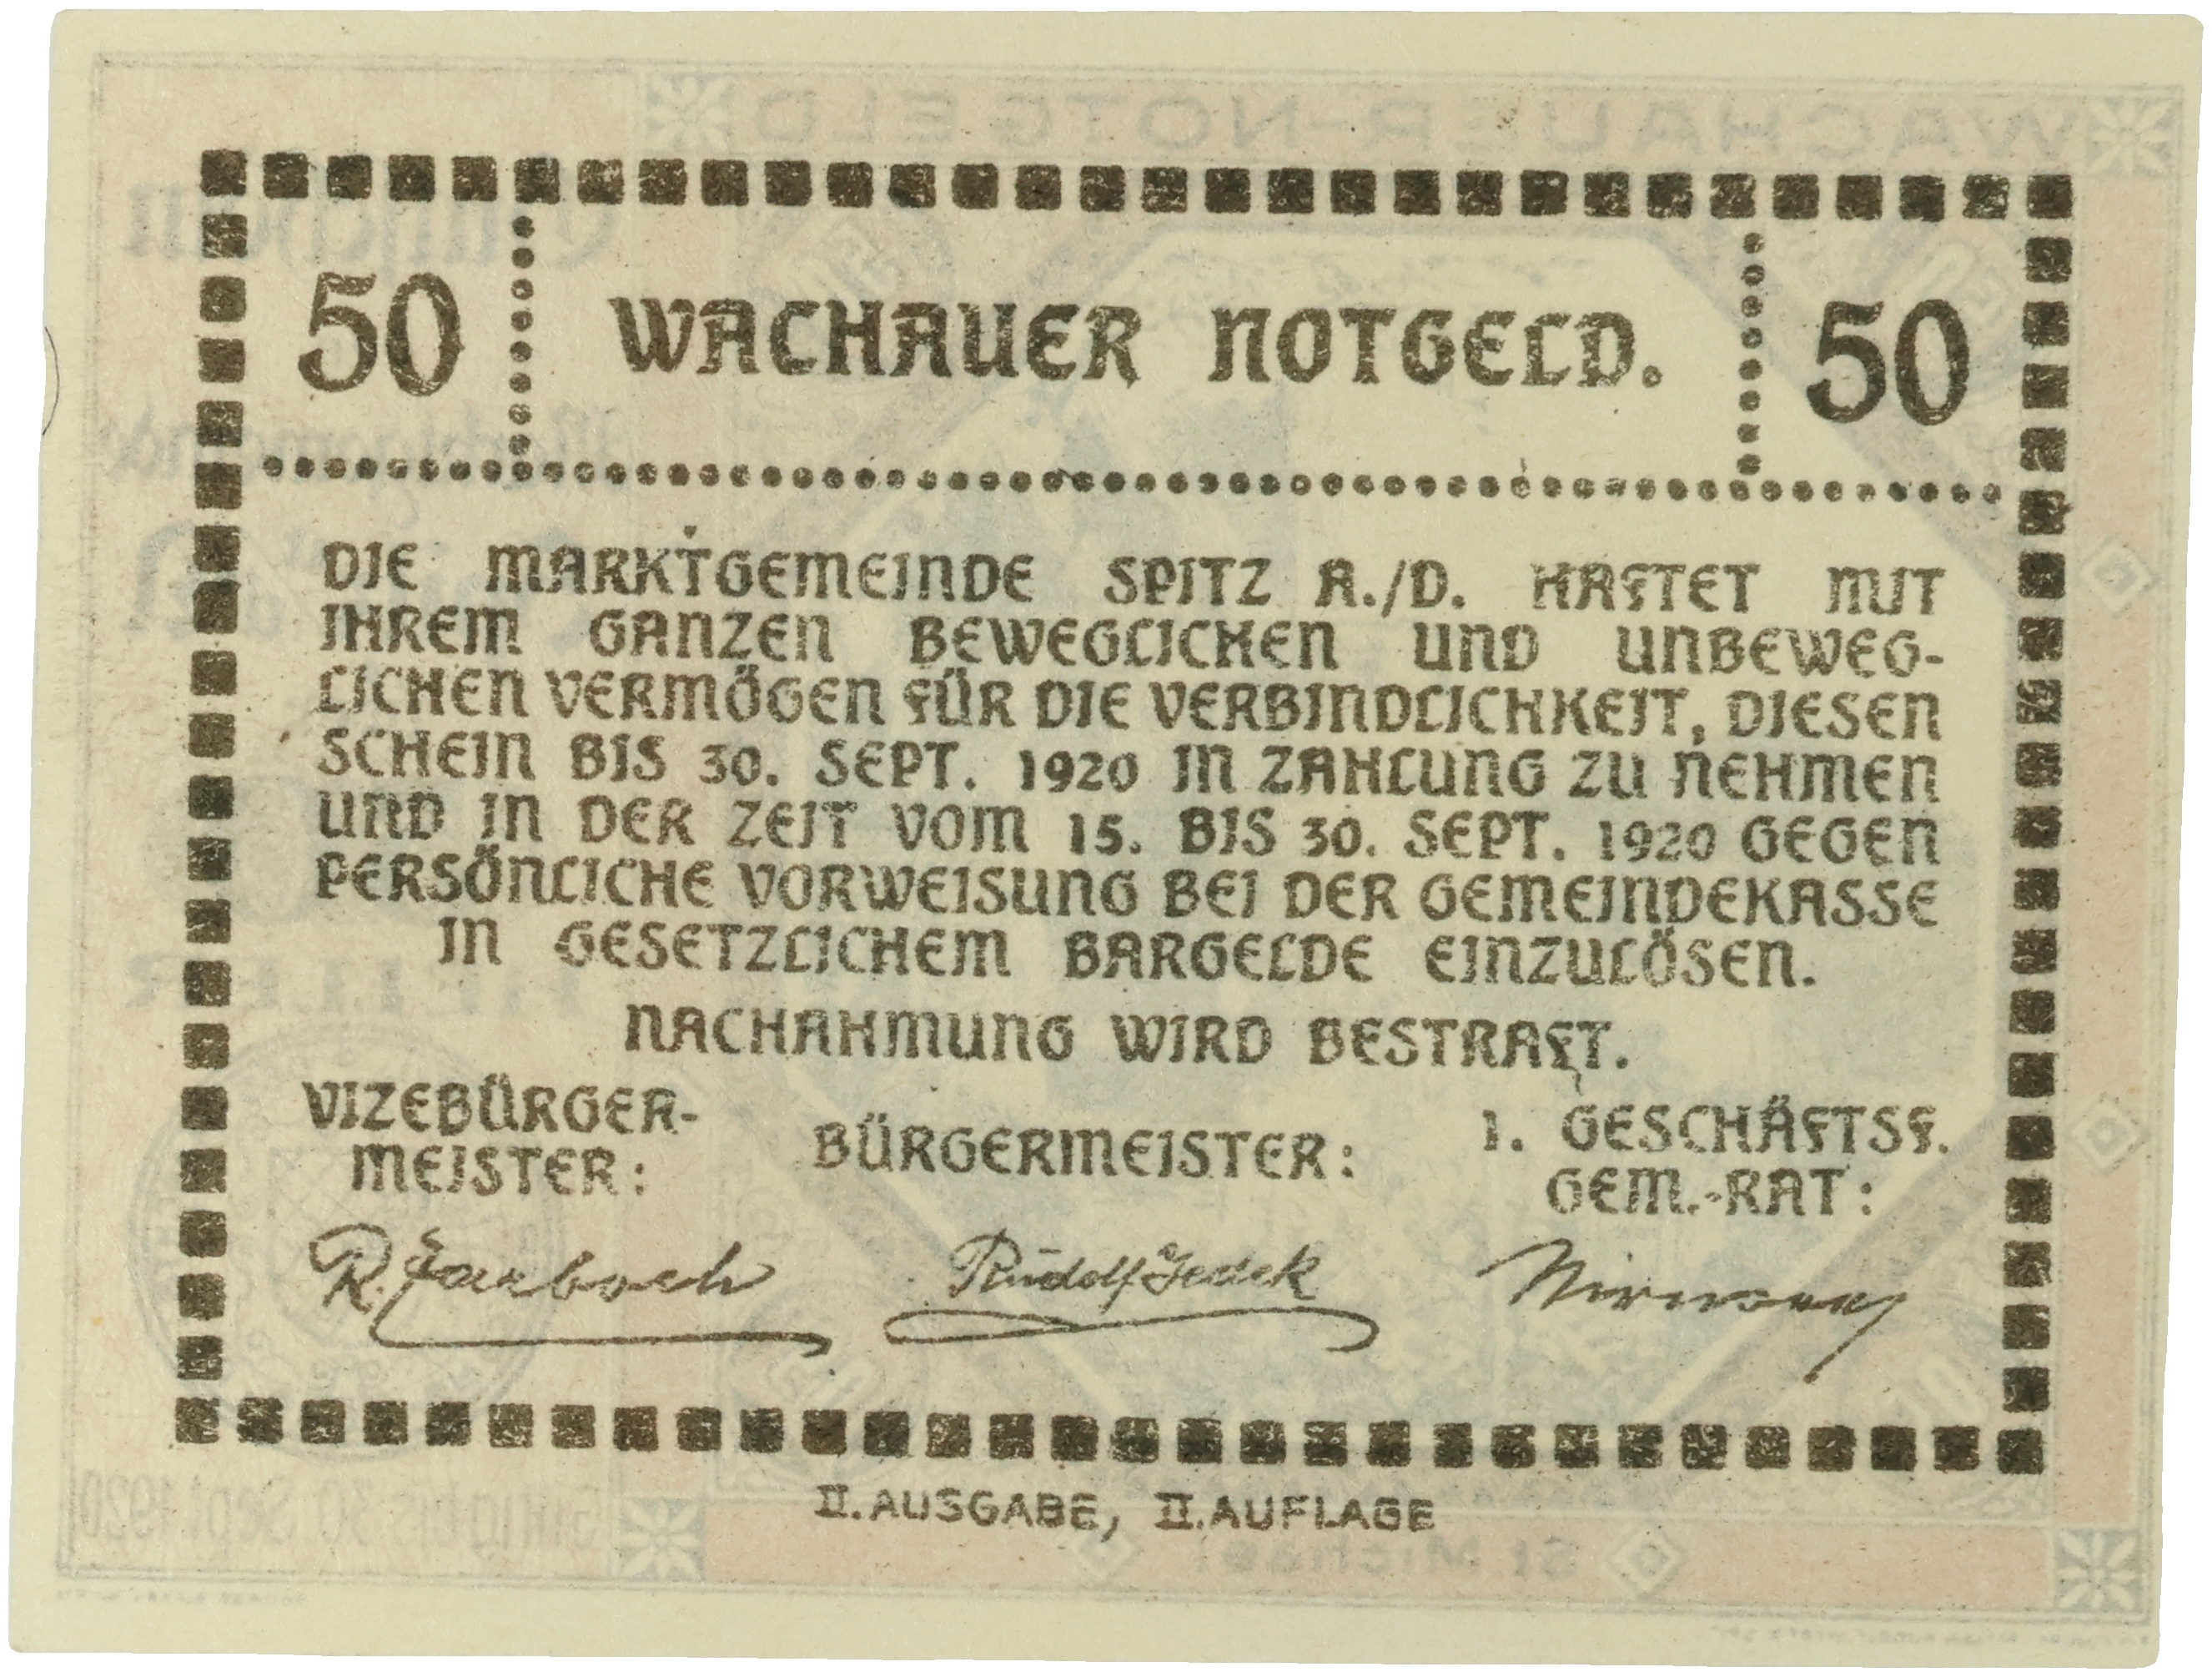 50 WACHAUER NOTGELD. 50
DIE MARKTGEMEINDE SPITZ A./D. HAFTET MIT
IHREM GANZEN BEWEGLICHEN UND UNBEWEG-
LICHEN VERMÖGEN FÜR DIE VERBINDLICHKEIT, DIESEN
SCHEIN BIS 30. SEPT. 1920 IN ZAHLUNG ZU NEHMEN
UND IN DER ZEIT VOM 15. BIS 30. SEPT. 1920 GEGEN
PERSÖNLICHE VORWEISUNG BEI DER GEMEINDEKASSE
IN GESETZLICHEM BARGELDE EINZULÖSEN.
NACHAHMUNG WIRD BESTRAFT.
VIZEBÜRGER-
MEISTER:
BÜRGERMEISTER:
1. GESCHÄFTSF.
GEM.-RAT:
R.
Rudolf
II. AUSGABE, II. AUFLAGE